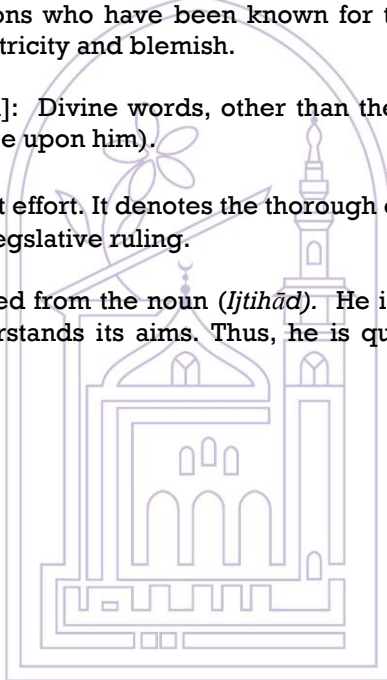 ons who have been known for t
tricity and blemish.
]: Divine words, other than the
e upon him).
t effort. It denotes the thorough
egslative ruling.
ed from the noun (Ijtihād). He i
rstands its aims. Thus, he is qu